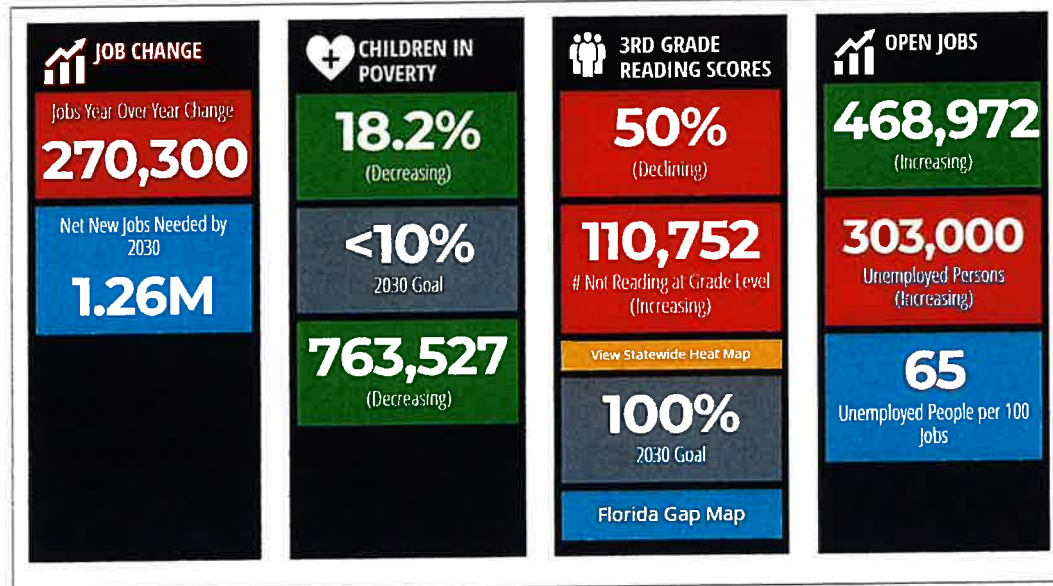 JOB CHANGE
Jobs Year Over Year Change
270,300
Net New Jobs Needed by
2030
1.26M
CHILDREN IN
POVERTY
18.2%
(Decreasing)
<10%
2030 Goal
763,527
(Decreasing)
3RD GRADE
READING SCORES
50%
(Declining)
110,752
# Not Reading at Grade Level
(Increasing)
View Statewide Heat Map
100%
2030 Goal
Florida Gap Map
OPEN JOBS
468,972
(Increasing)
303,000
Unemployed Persons
(Increasing)
65
Unemployed People per 100
Jobs